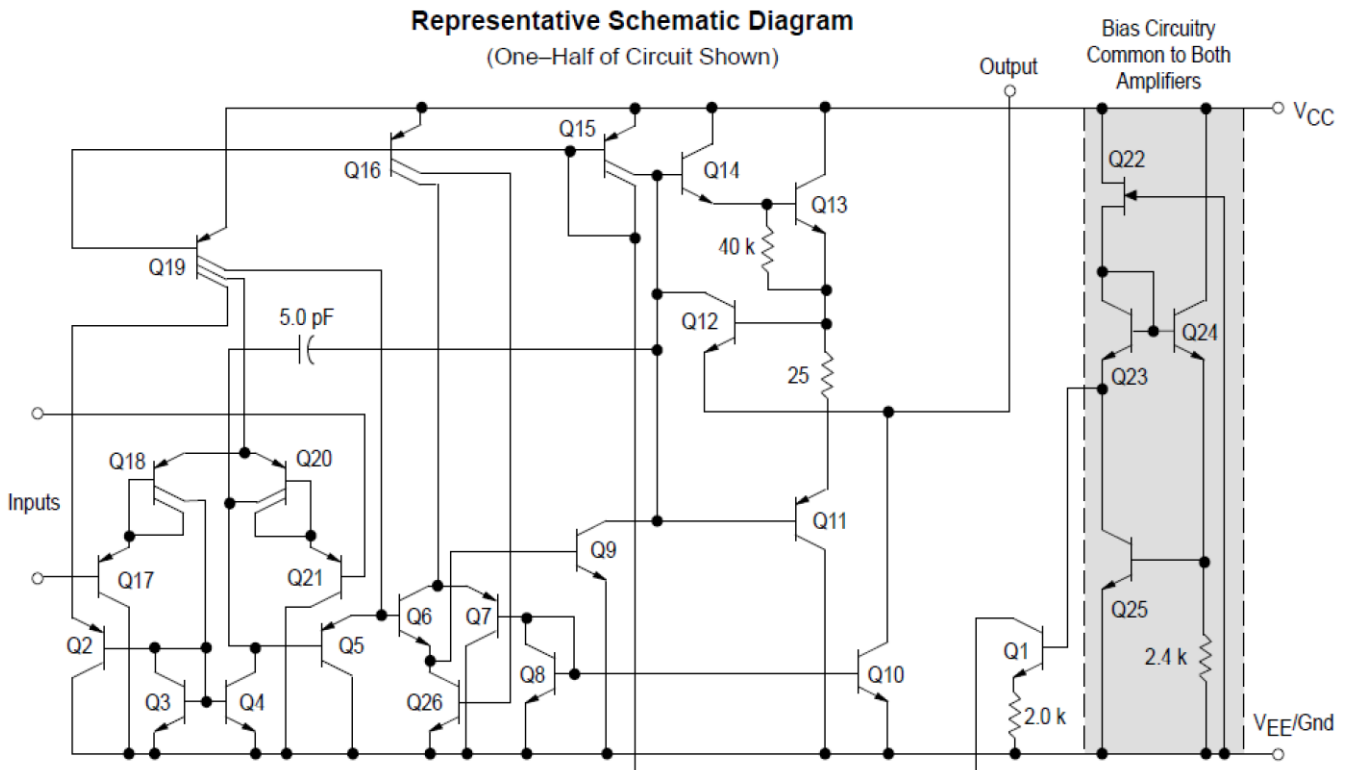 Representative Schematic Diagram
(One–Half of Circuit Shown)
Bias Circuitry
Common to Both
Amplifiers
Output
VCC
Q15
Q16
Q14
Q22
Q13
40 k
Q19
5.0 pF
Q12
Q24
25
Q23
Q18
Q20
Inputs
Q11
Q9
Q17
Q21
Q25
Q6
Q7
Q2
Q5
Q1
2.4 k
Q8
Q10
Q3
Q4
Q26
2.0 k
VEE/Gnd